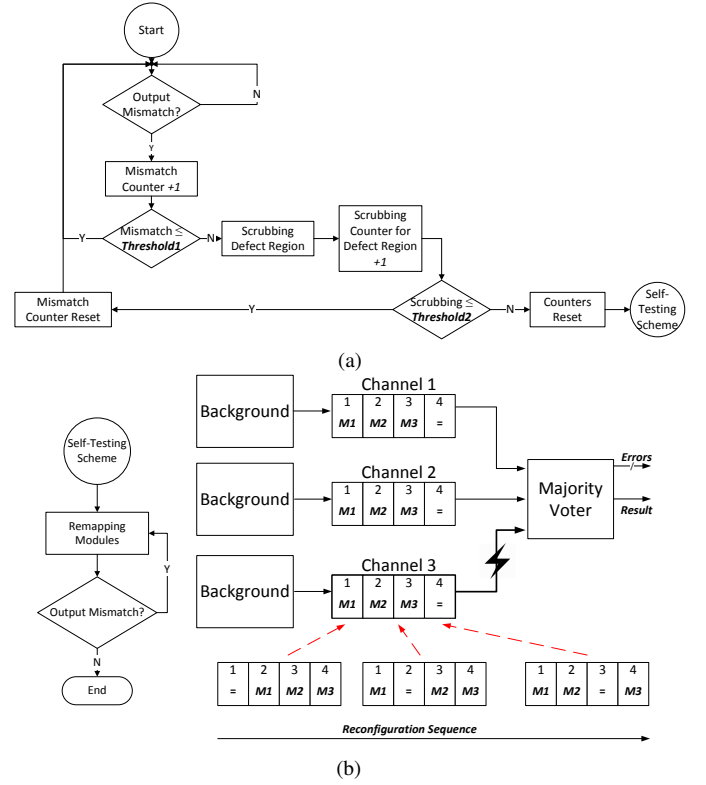 Start
Output
Mismatch?
N
Y
Mismatch
Counter +1
Mismatch ≤
Threshold1
Y
N
Scrubbing
Defect Region
Scrubbing
Counter for
Defect Region
+1
Scrubbing ≤
Threshold2
Y
N
Mismatch
Counter Reset
Counters
Reset
Self-
Testing
Scheme
(a)
Self-Testing
Scheme
Remapping
Modules
Y
Output Mismatch?
N
End
Background
Channel 1
1 2 3 4
M1 M2 M3 =
Background
Channel 2
1 2 3 4
M1 M2 M3 =
Background
Channel 3
1 2 3 4
M1 M2 M3 =
Majority
Voter
Errors
Result
1 2 3 4
= M1 M2 M3
1 2 3 4
M1 = M2 M3
1 2 3 4
M1 M2 = M3
Reconfiguration Sequence
(b)